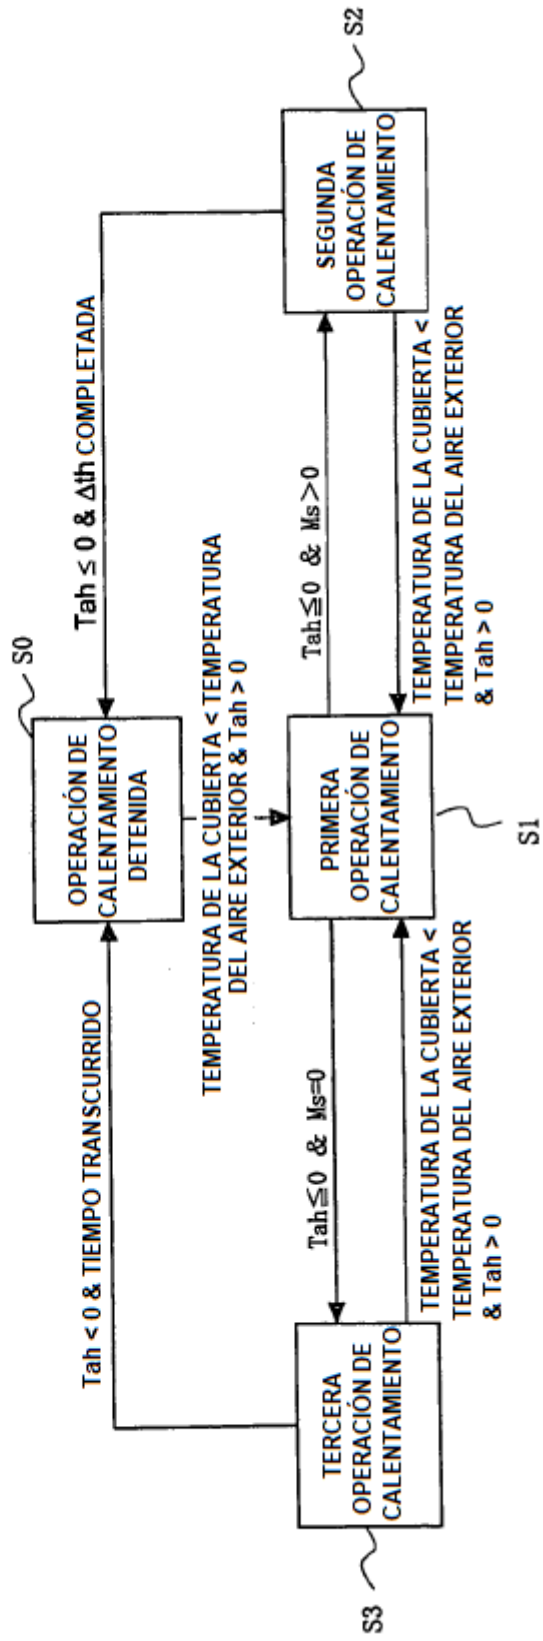 S0
OPERACIÓN DE
CALENTAMIENTO
DETENIDA
Tah < 0 & TIEMPO TRANSCURRIDO
Tah ≤ 0 & Δth COMPLETADA
TEMPERATURA DE LA CUBIERTA < TEMPERATURA
DEL AIRE EXTERIOR & Tah > 0
S3
TERCERA
OPERACIÓN DE
CALENTAMIENTO
Tah≦0 & Ms=0
TEMPERATURA DE LA CUBIERTA <
TEMPERATURA DEL AIRE EXTERIOR
& Tah > 0
PRIMERA
OPERACIÓN DE
CALENTAMIENTO
S1
Tah≦0 & Ms>0
TEMPERATURA DE LA CUBIERTA <
TEMPERATURA DEL AIRE EXTERIOR
& Tah > 0
SEGUNDA
OPERACIÓN DE
CALENTAMIENTO
S2